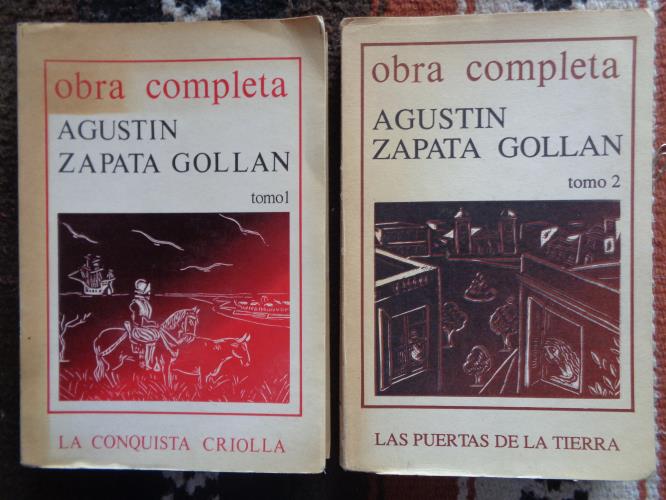 obra completa
AGUSTIN
ZAPATA GOLLAN
tomo1
LA CONQUISTA CRIOLLA
obra completa
AGUSTIN
ZAPATA GOLLAN
tomo 2
LAS PUERTAS DE LA TIERRA